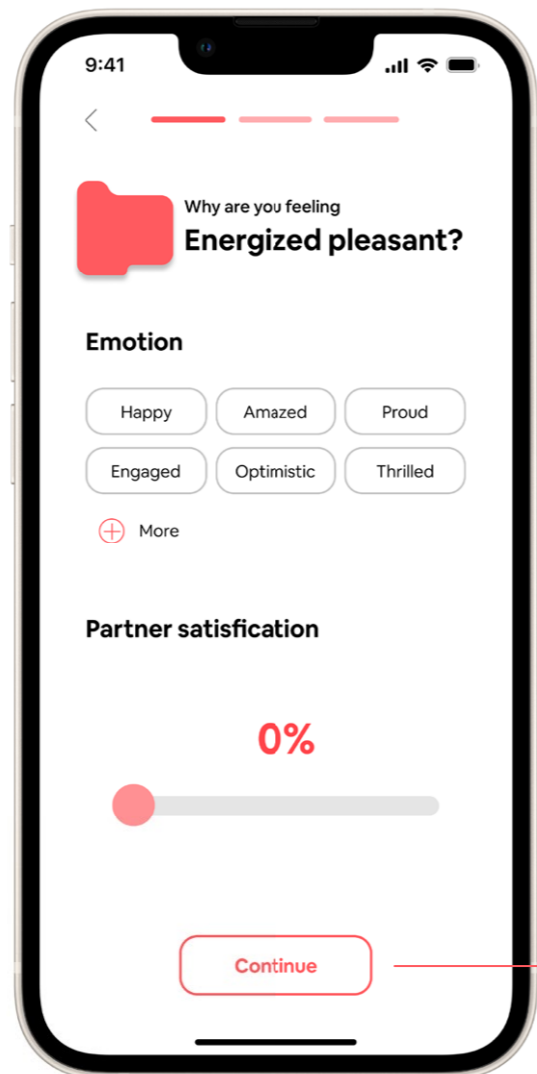 9:41
Why are you feeling
Energized pleasant?
Emotion
Happy Amazed Proud
Engaged Optimistic Thrilled
More
Partner satisfication
0%
Continue